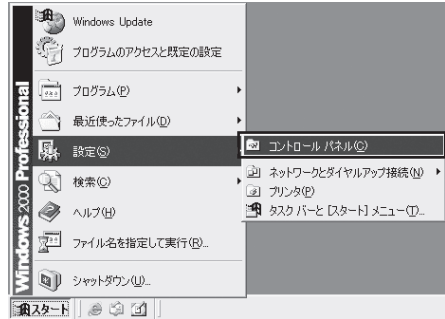 Windows Update
プログラムのアクセスと既定の設定
プログラム(P)
最近使ったファイル(D)
設定(S)
検索(C)
ヘルプ(H)
ファイル名を指定して実行(R)...
シャットダウン(U)...
コントロール パネル(C)
ネットワークとダイヤルアップ接続(N)
プリンタ(P)
タスク バーと [スタート] メニュー(T)...
Windows 2000 Professional
スタート